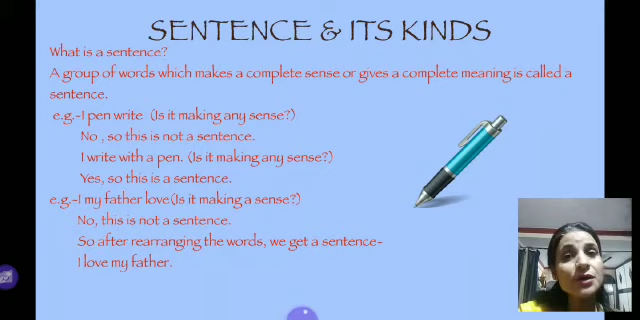 SENTENCE & ITS KINDS
What is a sentence?
A group of words which makes a complete sense or gives a complete meaning is called a
sentence.
e.g.-I pen write (Is it making any sense?)
No , so this is not a sentence.
I write with a pen. (Is it making any sense?)
Yes, so this is a sentence.
e.g.-I my father love(Is it making a sense?)
No, this is not a sentence.
So after rearranging the words, we get a sentence-
I love my father.